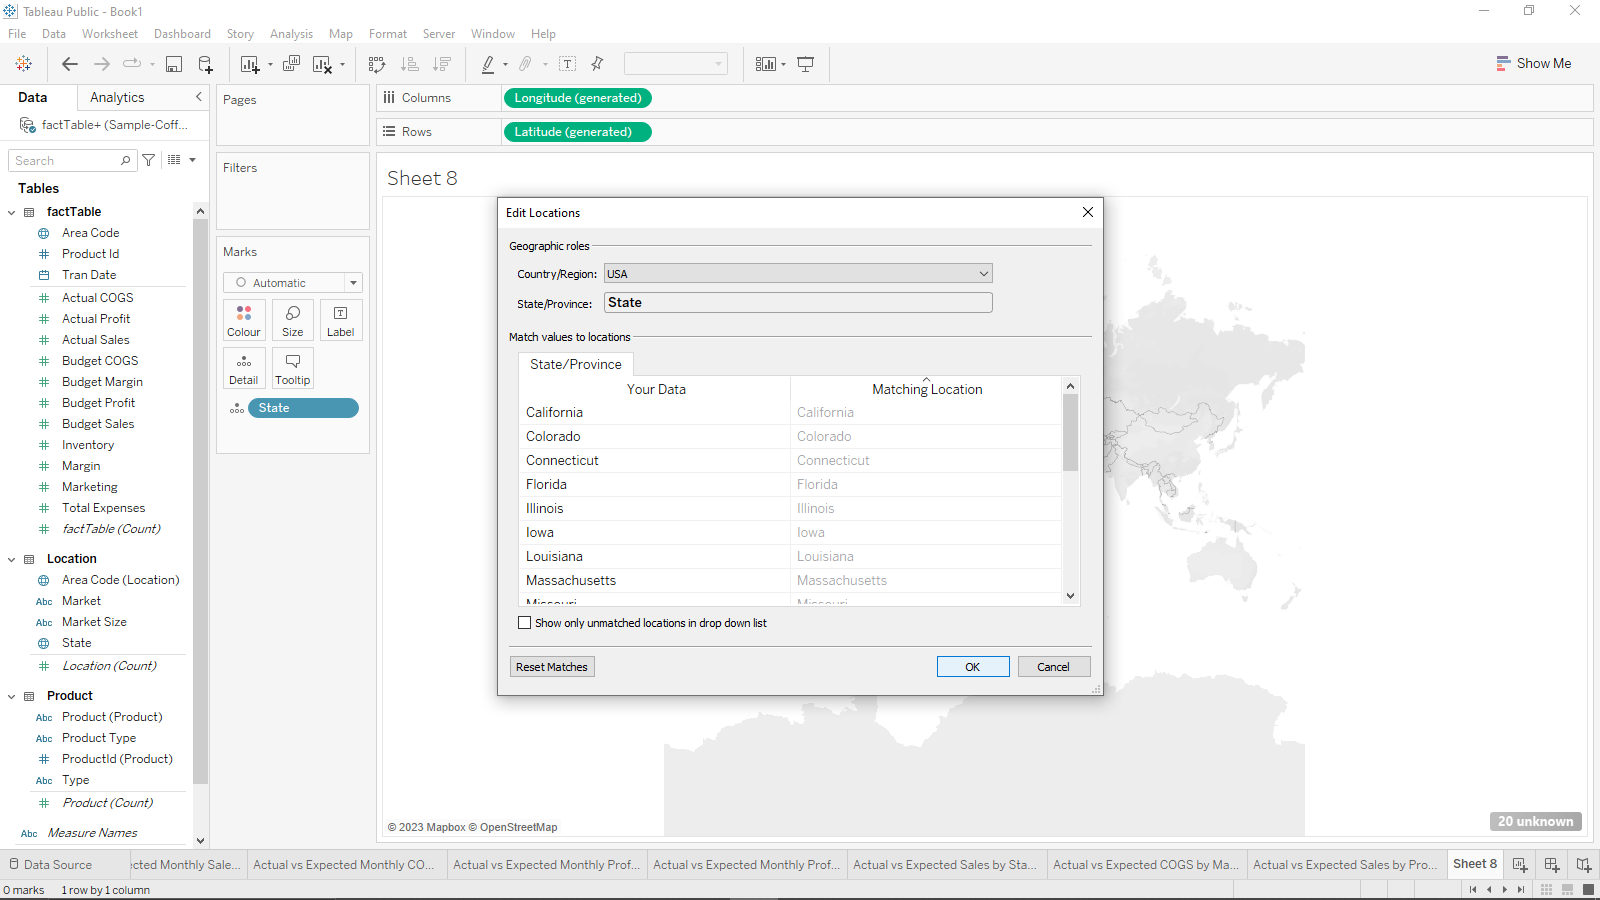 Tableau Public - Book1
File Data Worksheet Dashboard Story Analysis Map Format Server Window Help
Show Me
Data Analytics
factTable+ (Sample-Coff...
Search
Tables
factTable
Area Code
Product Id
Tran Date
Actual COGS
Actual Profit
Actual Sales
Budget COGS
Budget Margin
Budget Profit
Budget Sales
Inventory
Margin
Marketing
Total Expenses
factTable (Count)
Location
Area Code (Location)
Abc Market
Abc Market Size
State
Location (Count)
Product
Abc Product (Product)
Abc Product Type
ProductId (Product)
Abc Type
Product (Count)
Abc Measure Names
Pages
Filters
Marks
Automatic
Colour Size Label
Detail Tooltip
State
Columns Longitude (generated)
Rows Latitude (generated)
Sheet 8
Edit Locations
Geographic roles
Country/Region: USA
State/Province: State
Match values to locations
State/Province
Your Data Matching Location
California California
Colorado Colorado
Connecticut Connecticut
Florida Florida
Illinois Illinois
Iowa Iowa
Louisiana Louisiana
Massachusetts Massachusetts
Missouri Missouri
Show only unmatched locations in drop down list
Reset Matches OK Cancel
© 2023 Mapbox © OpenStreetMap
20 unknown
Data Source ected Monthly Sale... Actual vs Expected Monthly CO... Actual vs Expected Monthly Prof... Actual vs Expected Monthly Prof... Actual vs Expected Sales by Sta... Actual vs Expected COGS by Ma... Actual vs Expected Sales by Pro... Sheet 8
0 marks 1 row by 1 column